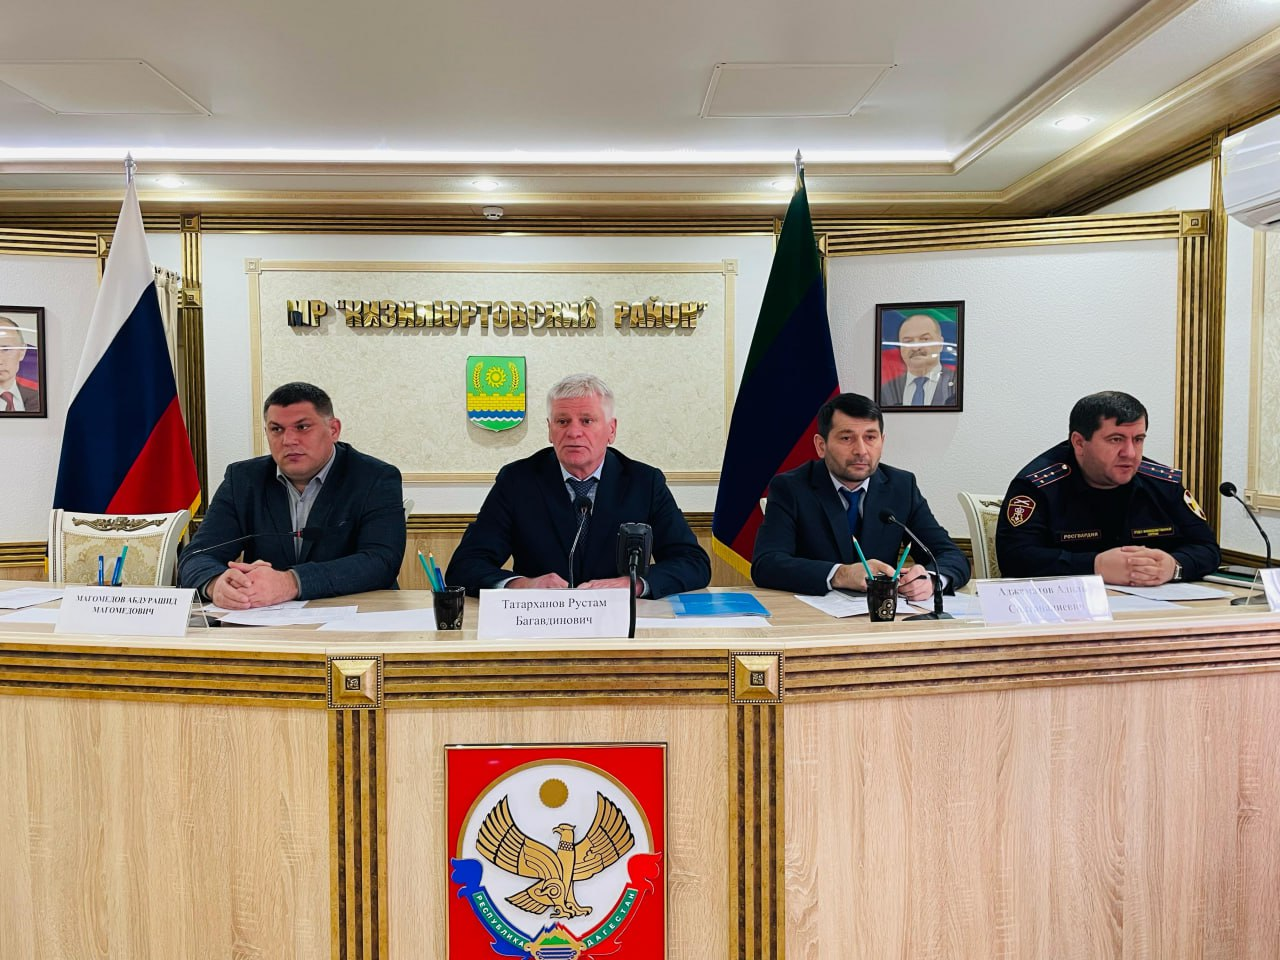 МР "КИЗИЛЮРТОВСКИЙ РАЙОН"
МАГОМЕДОВ АБДУРАШИД
МАГОМЕДОВИЧ
Татарханов Рустам
Багавдинович
РОСГВАРДИЯ
РЕСПУБЛИКА ДАГЕСТАН